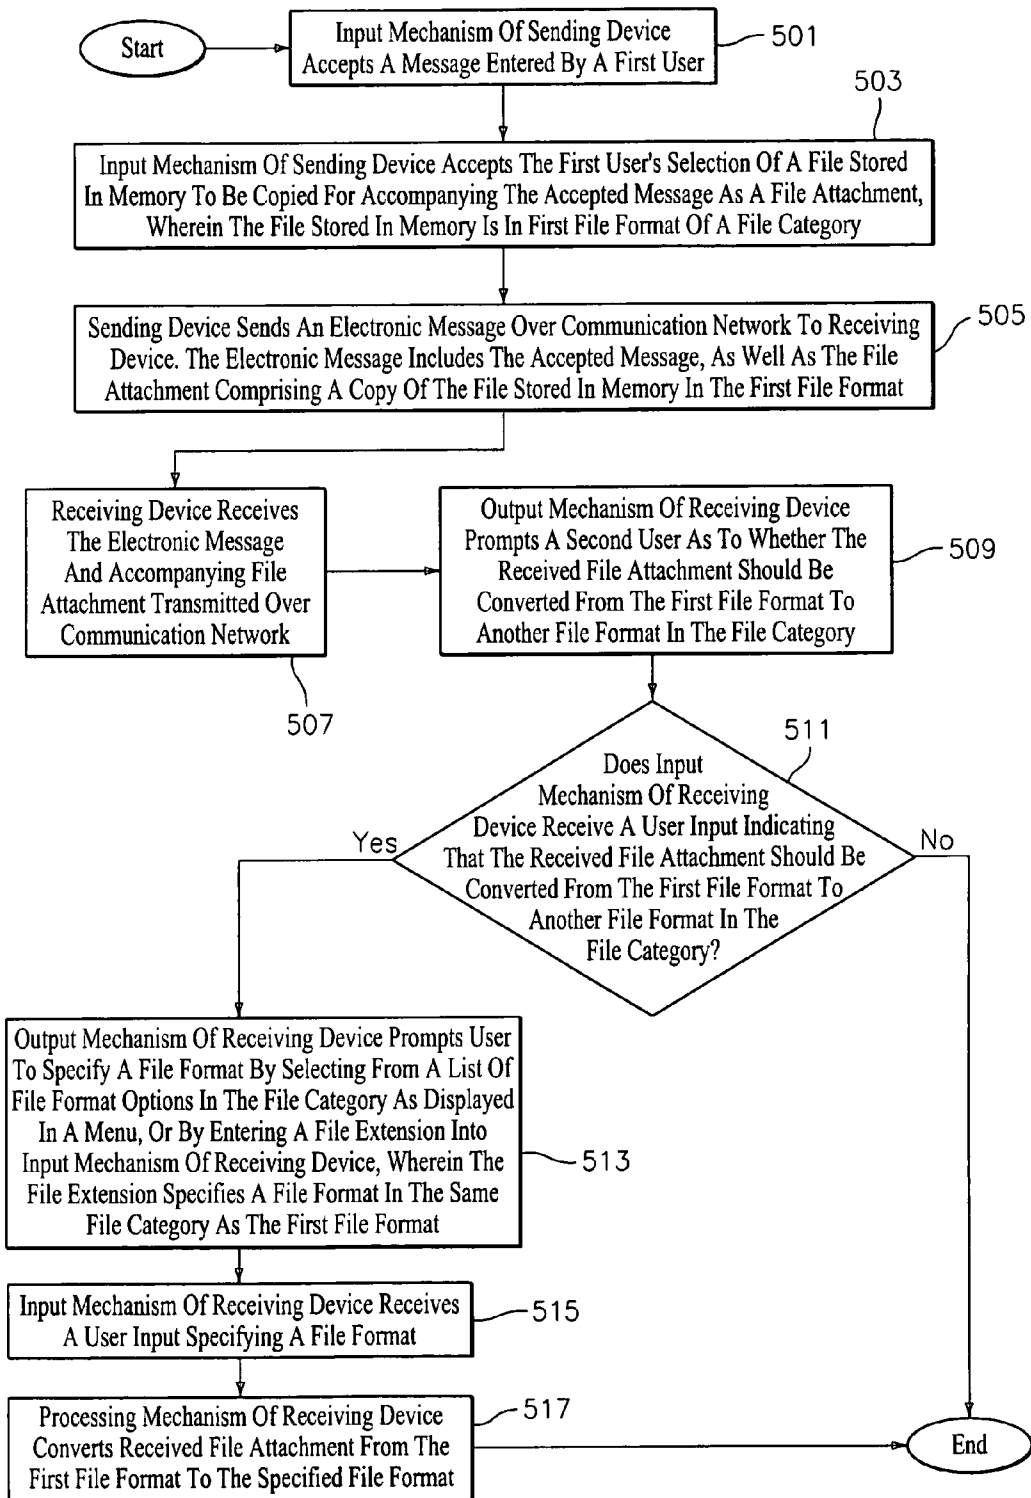 Start
Input Mechanism Of Sending Device
Accepts A Message Entered By A First User
501
503
Input Mechanism Of Sending Device Accepts The First User's Selection Of A File Stored
In Memory To Be Copied For Accompanying The Accepted Message As A File Attachment,
Wherein The File Stored In Memory Is In First File Format Of A File Category
Sending Device Sends An Electronic Message Over Communication Network To Receiving
Device. The Electronic Message Includes The Accepted Message, As Well As The File
Attachment Comprising A Copy Of The File Stored In Memory In The First File Format
505
Receiving Device Receives
The Electronic Message
And Accompanying File
Attachment Transmitted Over
Communication Network
507
Output Mechanism Of Receiving Device
Prompts A Second User As To Whether The
Received File Attachment Should Be
Converted From The First File Format To
Another File Format In The File Category
509
511
Does Input
Mechanism Of Receiving
Device Receive A User Input Indicating
That The Received File Attachment Should Be
Converted From The First File Format To
Another File Format In The
File Category?
Yes
No
Output Mechanism Of Receiving Device Prompts User
To Specify A File Format By Selecting From A List Of
File Format Options In The File Category As Displayed
In A Menu, Or By Entering A File Extension Into
Input Mechanism Of Receiving Device, Wherein The
File Extension Specifies A File Format In The Same
File Category As The First File Format
513
Input Mechanism Of Receiving Device Receives
A User Input Specifying A File Format
515
Processing Mechanism Of Receiving Device
Converts Received File Attachment From The
First File Format To The Specified File Format
517
End